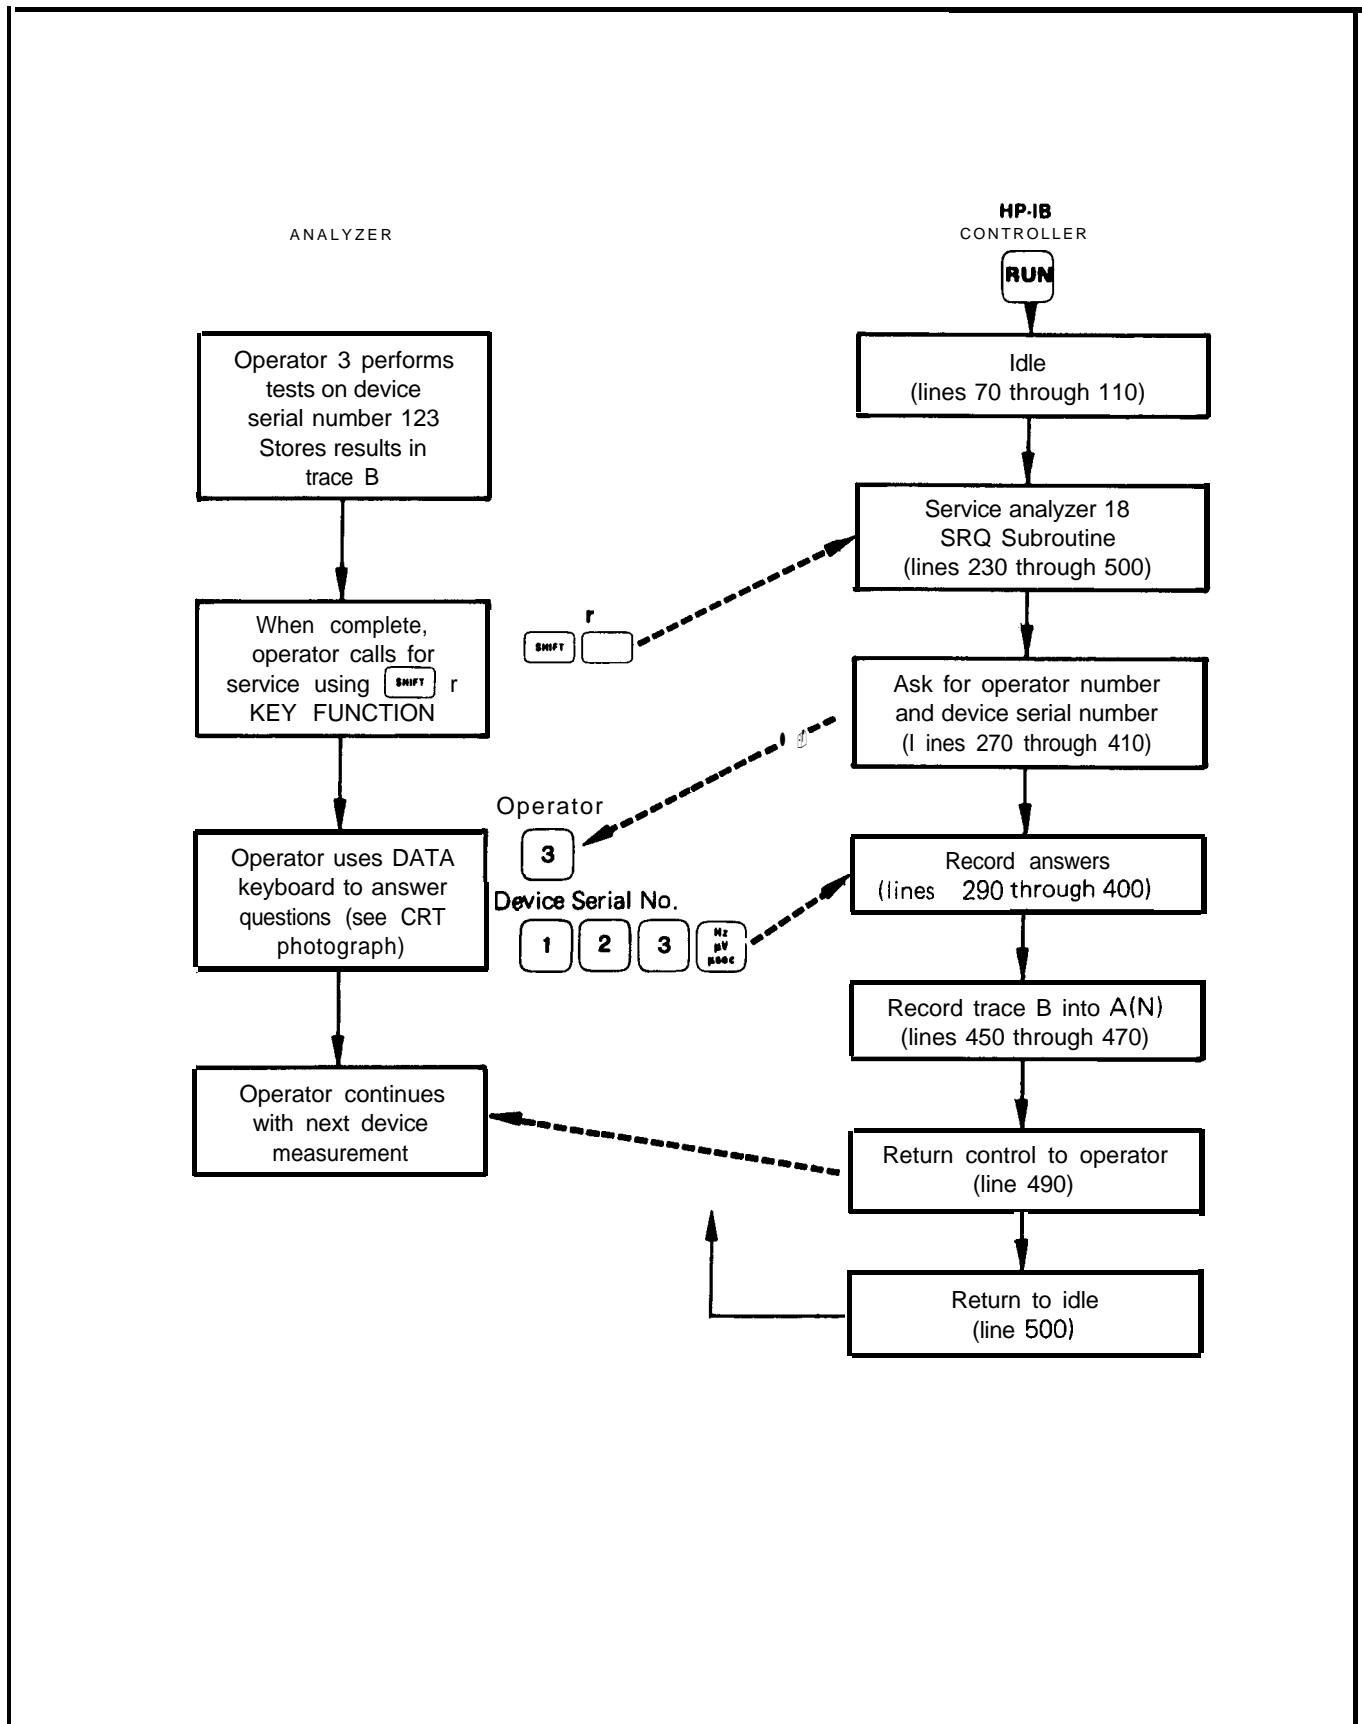 ANALYZER
HP-IB
CONTROLLER
RUN
Operator 3 performs
tests on device
serial number 123
Stores results in
trace B
Idle
(lines 70 through 110)
Service analyzer 18
SRQ Subroutine
(lines 230 through 500)
When complete,
operator calls for
service using SHIFT r
KEY FUNCTION
r
SHIFT
Ask for operator number
and device serial number
(l ines 270 through 410)
Operator
3
Device Serial No.
1 2 3 Hz
μV
μsec
Operator uses DATA
keyboard to answer
questions (see CRT
photograph)
Record answers
(lines 290 through 400)
Record trace B into A(N)
(lines 450 through 470)
Operator continues
with next device
measurement
Return control to operator
(line 490)
Return to idle
(line 500)